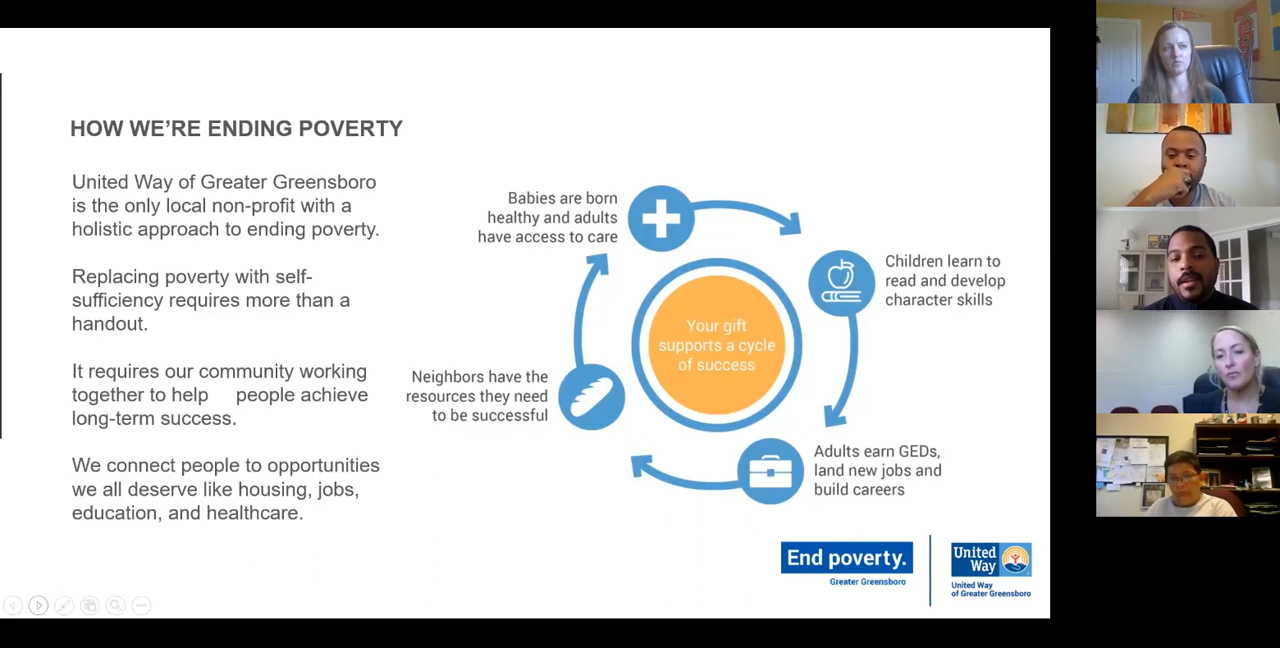 HOW WE'RE ENDING POVERTY
United Way of Greater Greensboro
is the only local non-profit with a
holistic approach to ending poverty.
Replacing poverty with self-
sufficiency requires more than a
handout.
It requires our community working
together to help people achieve
long-term success.
We connect people to opportunities
we all deserve like housing, jobs,
education, and healthcare.
Babies are born
healthy and adults
have access to care
Children learn to
read and develop
character skills
Your gift
supports a cycle
of success
Neighbors have the
resources they need
to be successful
Adults earn GEDs,
land new jobs and
build careers
End poverty.
Greater Greensboro
United
Way
United Way
of Greater Greensboro